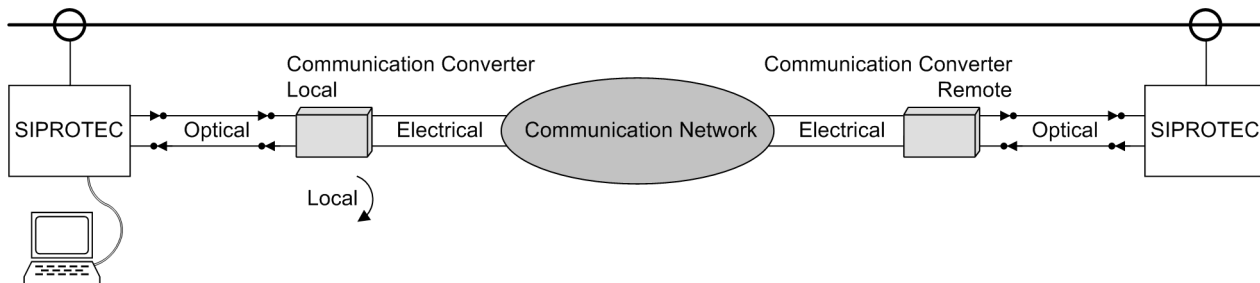 Communication Converter
Local
Communication Converter
Remote
SIPROTEC
Optical
Electrical
Communication Network
Electrical
Optical
SIPROTEC
Local